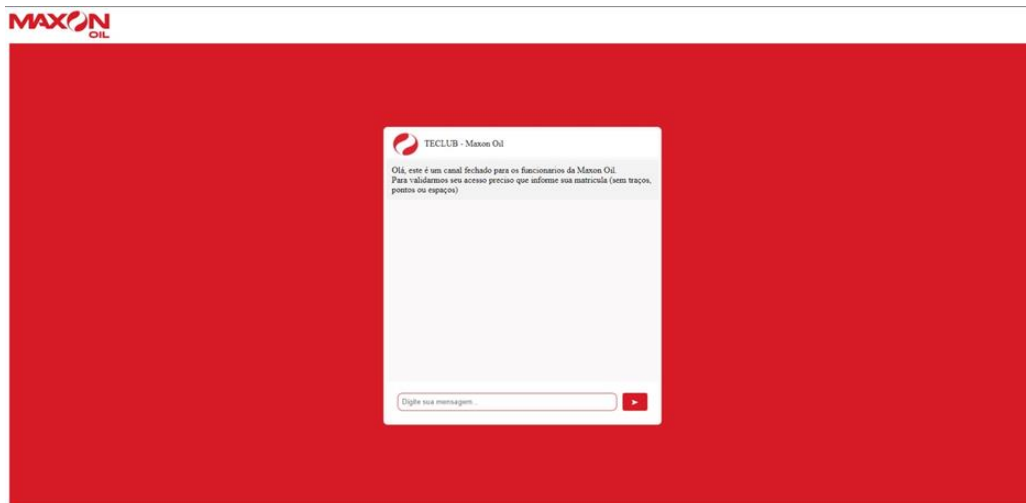 MAXON
OIL
TECLUB - Maxon Oil
Olá, este é um canal fechado para os funcionarios da Maxon Oil.
Para validarmos seu acesso preciso que informe sua matricula (sem traços,
pontos ou espaços)
Digite sua mensagem...